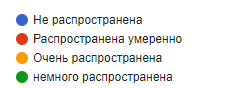 Не распространена
Распространена умеренно
Очень распространена
немного распространена